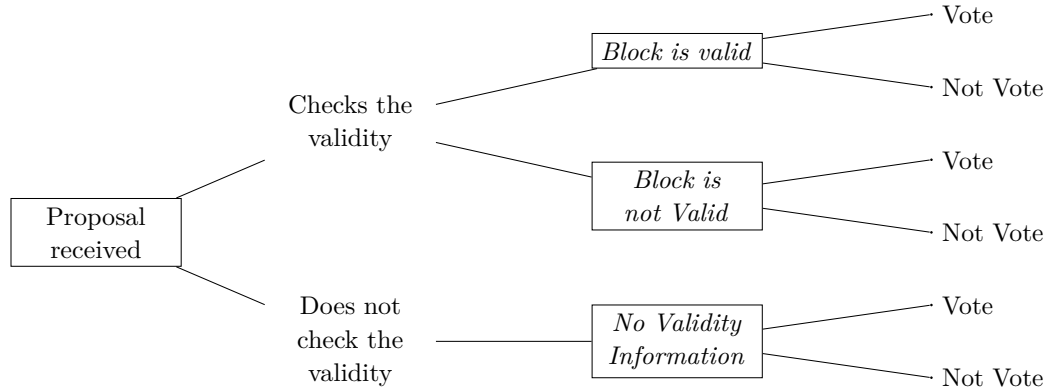 Proposal
received
Checks the
validity
Does not
check the
validity
Block is valid
Block is
not Valid
No Validity
Information
Vote
Not Vote
Vote
Not Vote
Vote
Not Vote